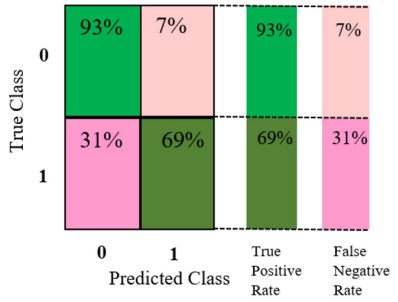 93% 7% 93% 7%
0
True Class
31% 69% 69% 31%
1
0 1
Predicted Class
True Positive Rate
False Negative Rate